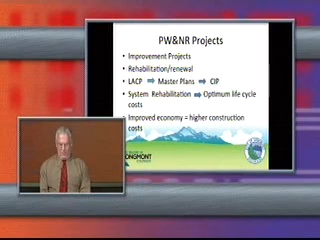 PW&NR Projects
• Improvement Projects
• Rehabilitation/renewal
• LACP ➡ Master Plans ➡ CIP
• System Rehabilitation ➡ Optimum life cycle
costs
• Improved economy = higher construction
costs
LONGMONT